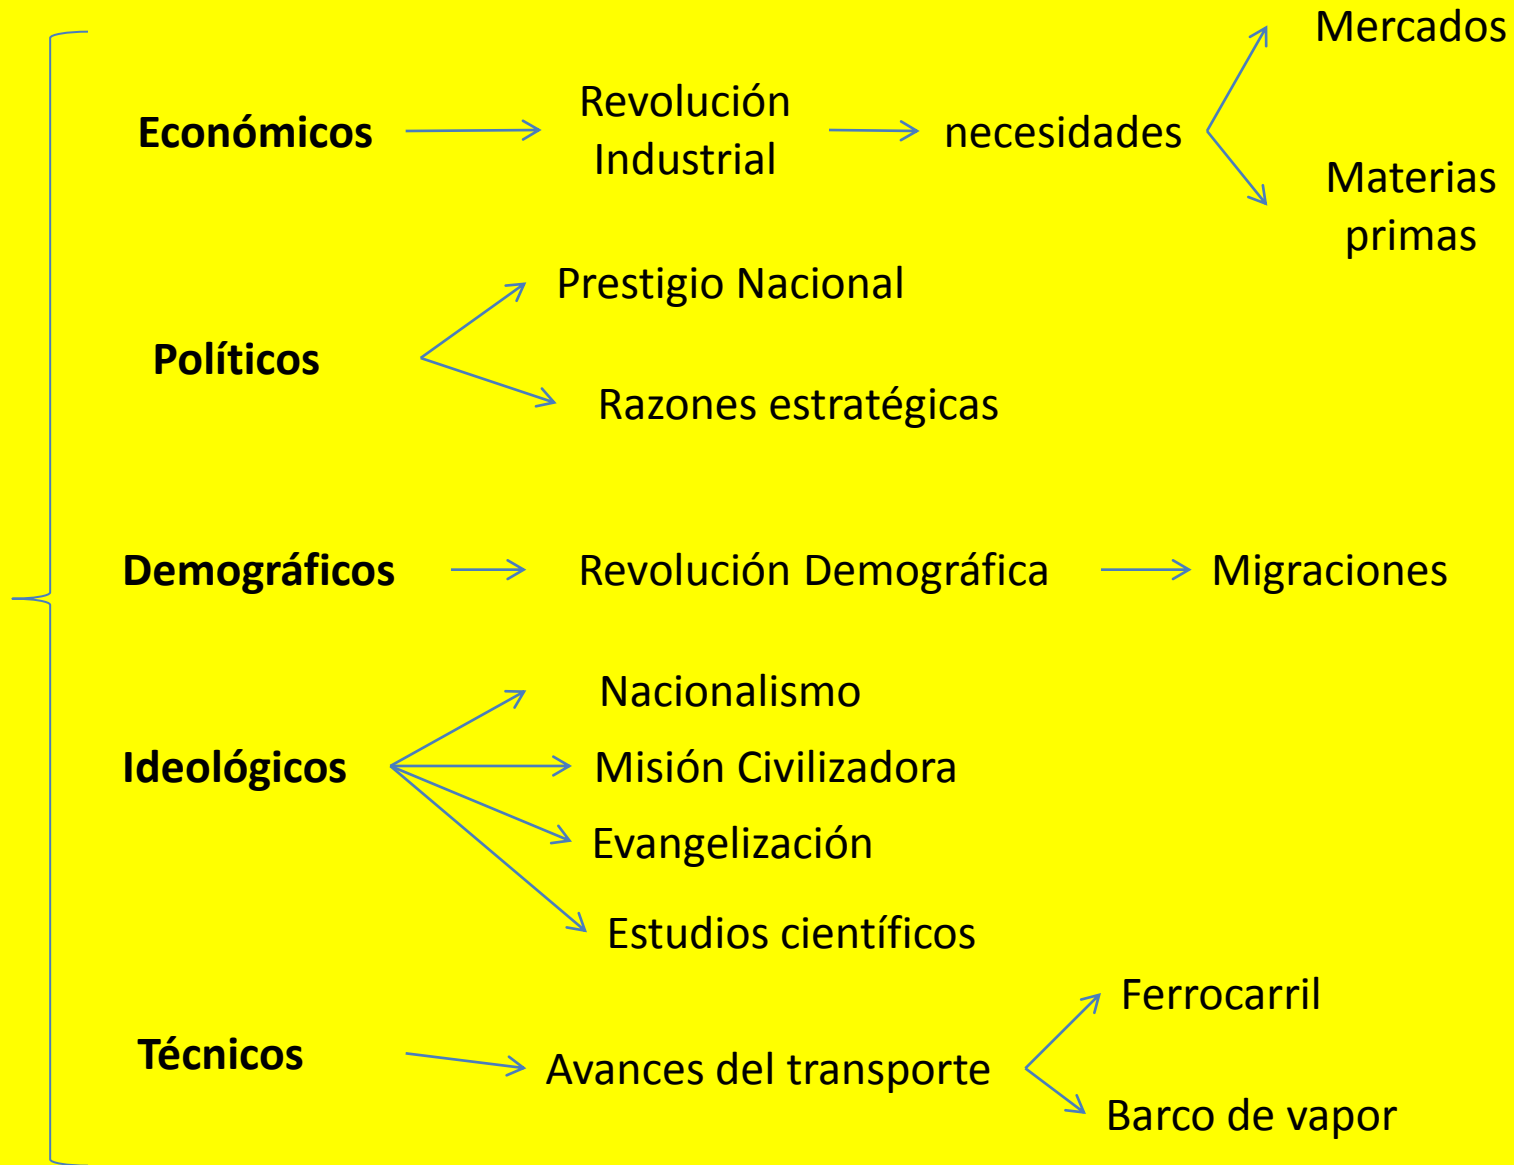 Mercados
Económicos
Revolución
Industrial
necesidades
Materias
primas
Prestigio Nacional
Políticos
Razones estratégicas
Demográficos
Revolución Demográfica
Migraciones
Nacionalismo
Ideológicos
Misión Civilizadora
Evangelización
Estudios científicos
Ferrocarril
Técnicos
Avances del transporte
Barco de vapor